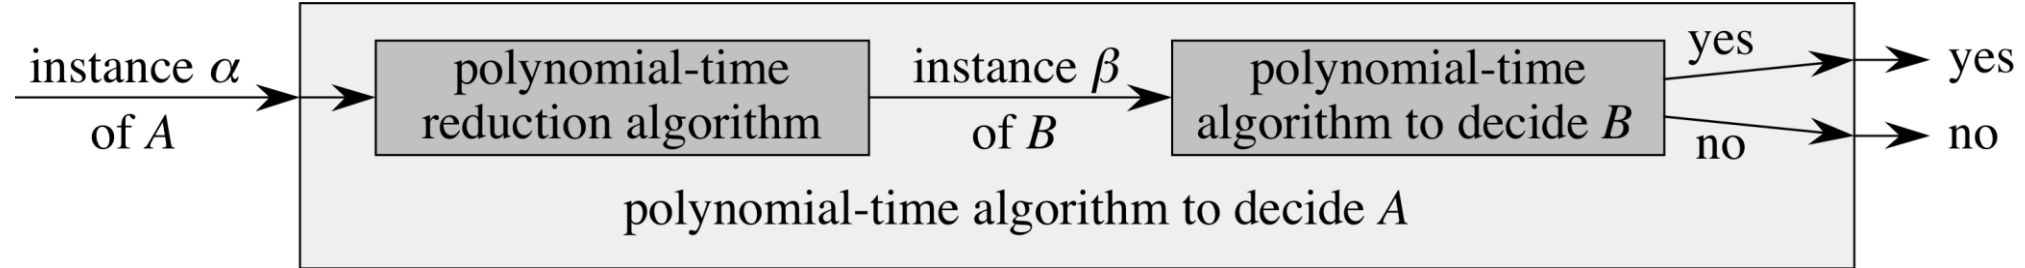 instance α
of A
polynomial-time
reduction algorithm
instance β
of B
polynomial-time
algorithm to decide B
yes
no
yes
no
polynomial-time algorithm to decide A